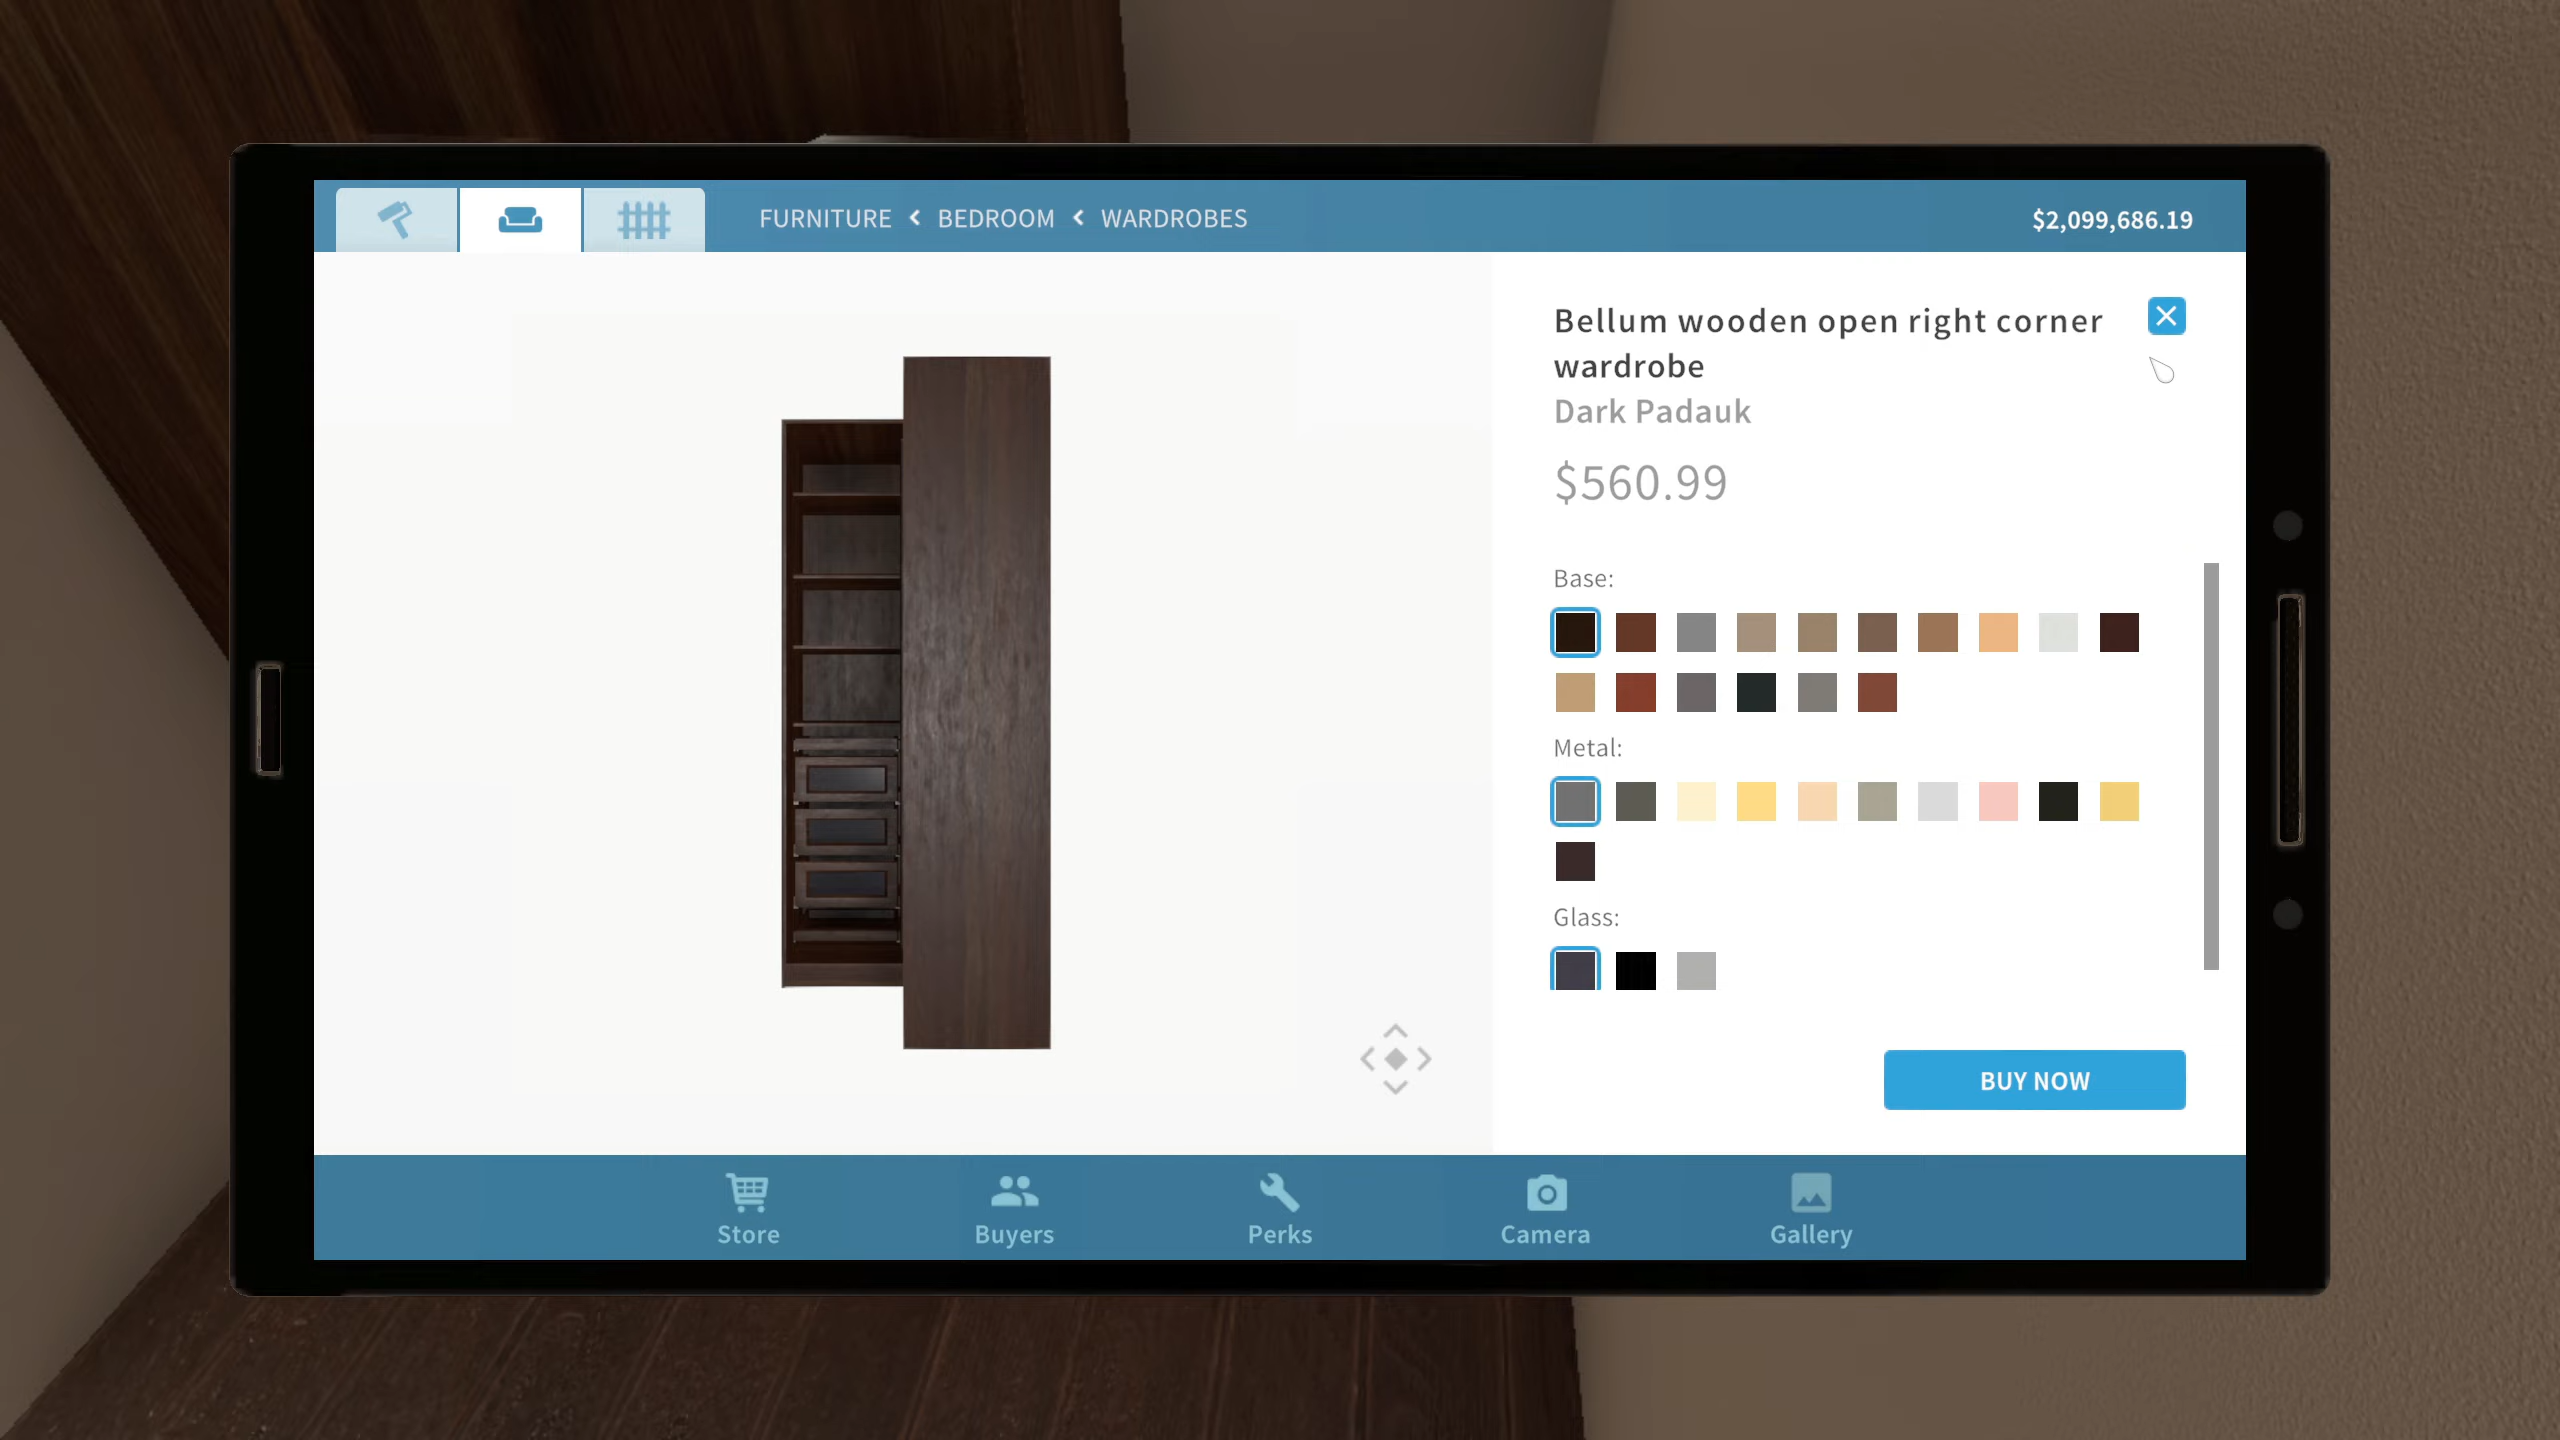 FURNITURE < BEDROOM < WARDROBES
$2,099,686.19
Bellum wooden open right corner
wardrobe
Dark Padauk
$560.99
Base:
Metal:
Glass:
BUY NOW
Store
Buyers
Perks
Camera
Gallery